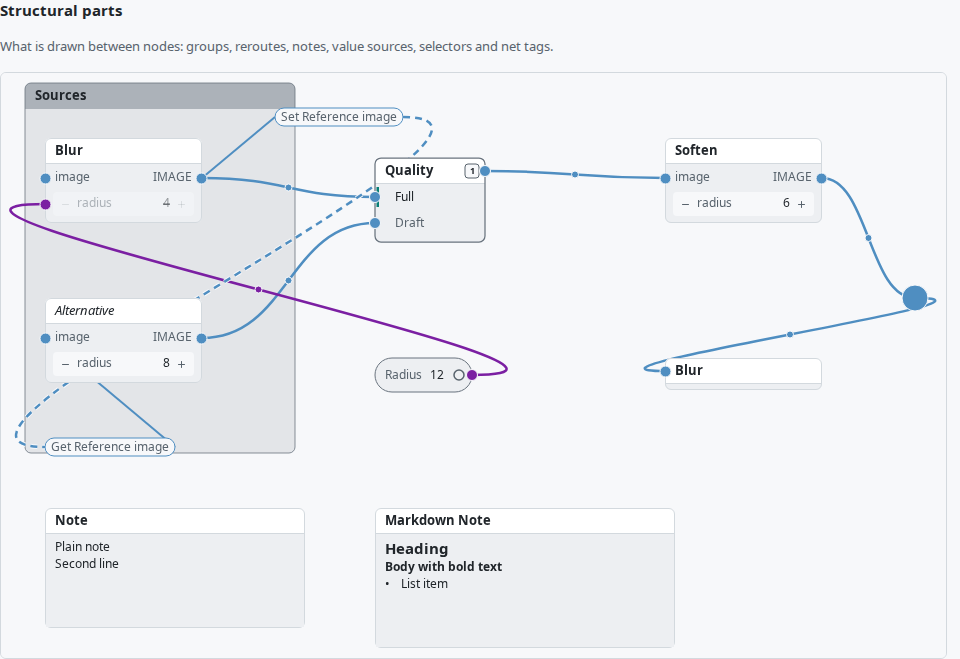 Structural parts
What is drawn between nodes: groups, reroutes, notes, value sources, selectors and net tags.
Sources
Set Reference image
Blur
image IMAGE
− radius 4 +
Quality 1
Full
Draft
Soften
image IMAGE
− radius 6 +
Alternative
image IMAGE
− radius 8 +
Radius 12
Blur
Get Reference image
Note
Plain note
Second line
Markdown Note
Heading
Body with bold text
• List item